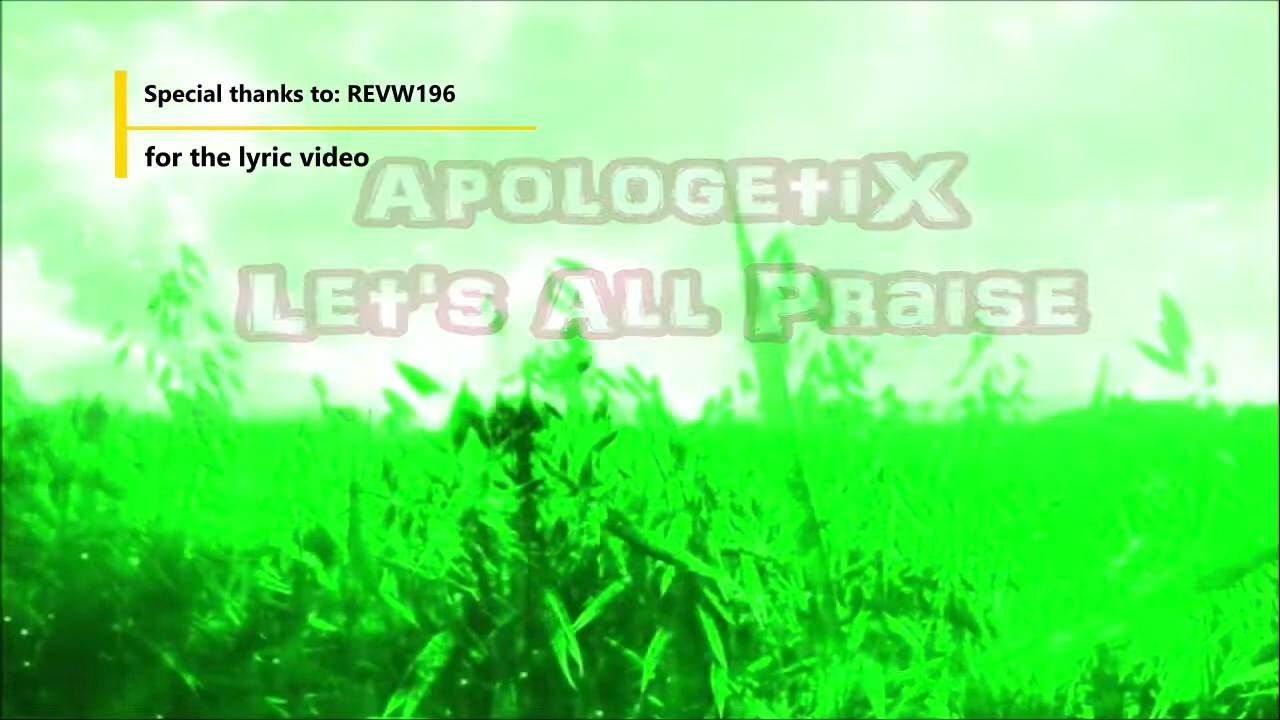 Special thanks to: REVW196
for the lyric video
APOLOGEtiX
LEt'S ALL PRaiSE